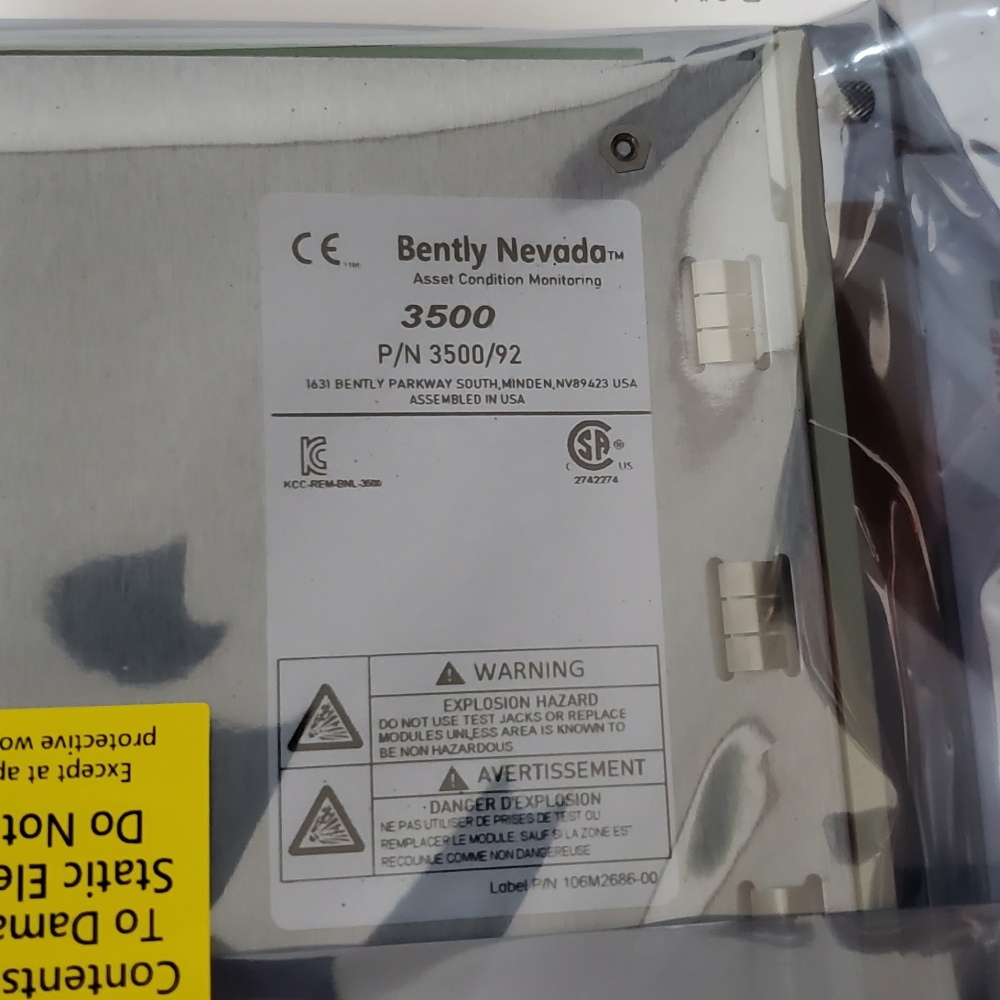 CE
Bently Nevada™
Asset Condition Monitoring
3500
P/N 3500/92
1631 BENTLY PARKWAY SOUTH,MINDEN,NV89423 USA
ASSEMBLED IN USA
KCC-REM-BNL-3500
C SA ® US
2742274
WARNING
EXPLOSION HAZARD
DO NOT USE TEST JACKS OR REPLACE
MODULES UNLESS AREA IS KNOWN TO
BE NON HAZARDOUS
AVERTISSEMENT
DANGER D'EXPLOSION
NE PAS UTILISER DE PRISES DE TEST OU
REMPLACER LE MODULE SAUF SI LA ZONE EST
RECOUNUE COMME NON DANGEREUSE
Label P/N 106M2686-00
Contents
To Dama
Static Ele
Do Not
Except at ap
protective wo